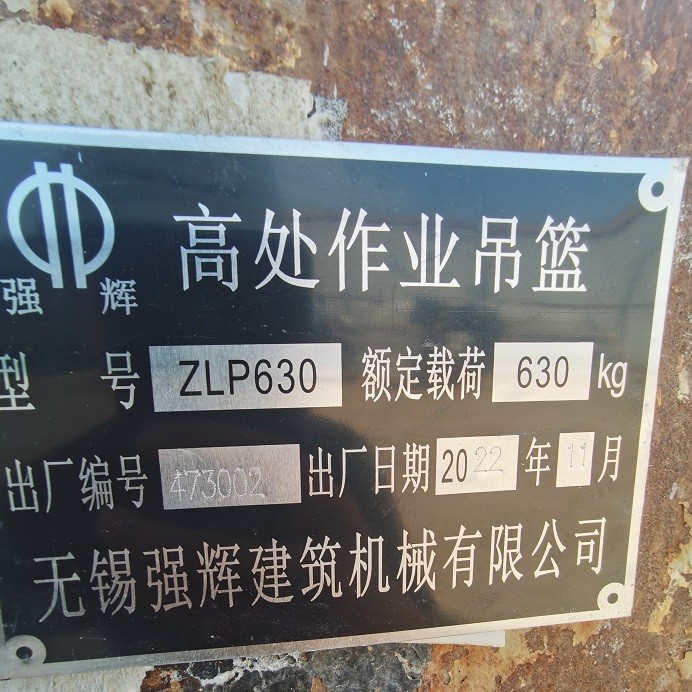 高处作业吊篮
强辉
型号 ZLP630 额定载荷 630 kg
出厂编号 473002 出厂日期 2022 年 11 月
无锡强辉建筑机械有限公司